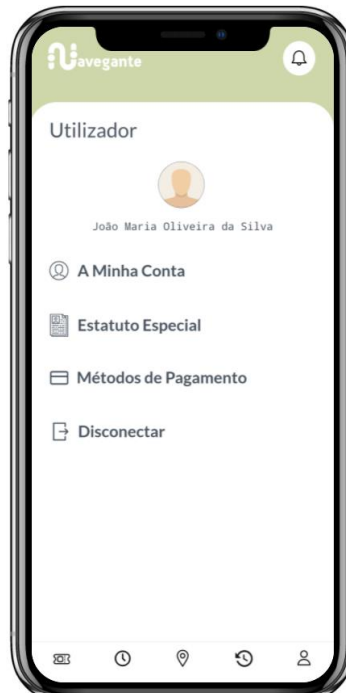 Navegante
Utilizador
João Maria Oliveira da Silva
A Minha Conta
Estatuto Especial
Métodos de Pagamento
Disconectar